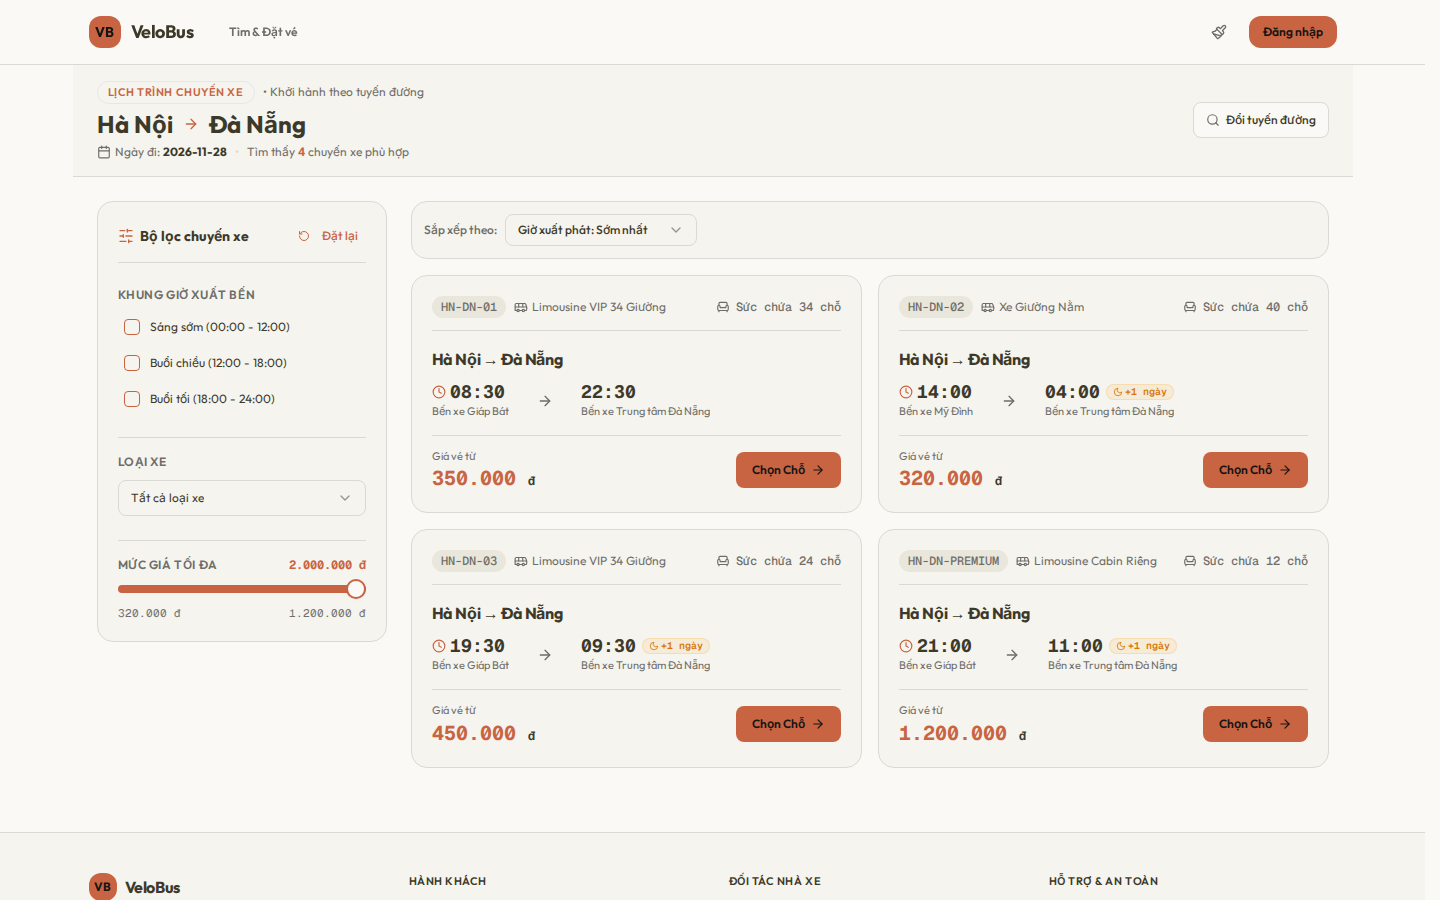 VB VeloBus Tìm & Đặt vé Đăng nhập
LỊCH TRÌNH CHUYẾN XE • Khởi hành theo tuyến đường
Hà Nội → Đà Nẵng
Ngày đi: 2026-11-28 · Tìm thấy 4 chuyến xe phù hợp
Đổi tuyến đường
Bộ lọc chuyến xe Đặt lại
KHUNG GIỜ XUẤT BẾN
Sáng sớm (00:00 - 12:00)
Buổi chiều (12:00 - 18:00)
Buổi tối (18:00 - 24:00)
LOẠI XE
Tất cả loại xe
MỨC GIÁ TỐI ĐA 2.000.000 đ
320.000 đ 1.200.000 đ
Sắp xếp theo: Giờ xuất phát: Sớm nhất
HN-DN-01 Limousine VIP 34 Giường Sức chứa 34 chỗ
Hà Nội → Đà Nẵng
08:30 → 22:30
Bến xe Giáp Bát Bến xe Trung tâm Đà Nẵng
Giá vé từ
350.000 đ
Chọn Chỗ →
HN-DN-02 Xe Giường Nằm Sức chứa 40 chỗ
Hà Nội → Đà Nẵng
14:00 → 04:00 +1 ngày
Bến xe Mỹ Đình Bến xe Trung tâm Đà Nẵng
Giá vé từ
320.000 đ
Chọn Chỗ →
HN-DN-03 Limousine VIP 34 Giường Sức chứa 24 chỗ
Hà Nội → Đà Nẵng
19:30 → 09:30 +1 ngày
Bến xe Giáp Bát Bến xe Trung tâm Đà Nẵng
Giá vé từ
450.000 đ
Chọn Chỗ →
HN-DN-PREMIUM Limousine Cabin Riêng Sức chứa 12 chỗ
Hà Nội → Đà Nẵng
21:00 → 11:00 +1 ngày
Bến xe Giáp Bát Bến xe Trung tâm Đà Nẵng
Giá vé từ
1.200.000 đ
Chọn Chỗ →
VB VeloBus
HÀNH KHÁCH
ĐỐI TÁC NHÀ XE
HỖ TRỢ & AN TOÀN